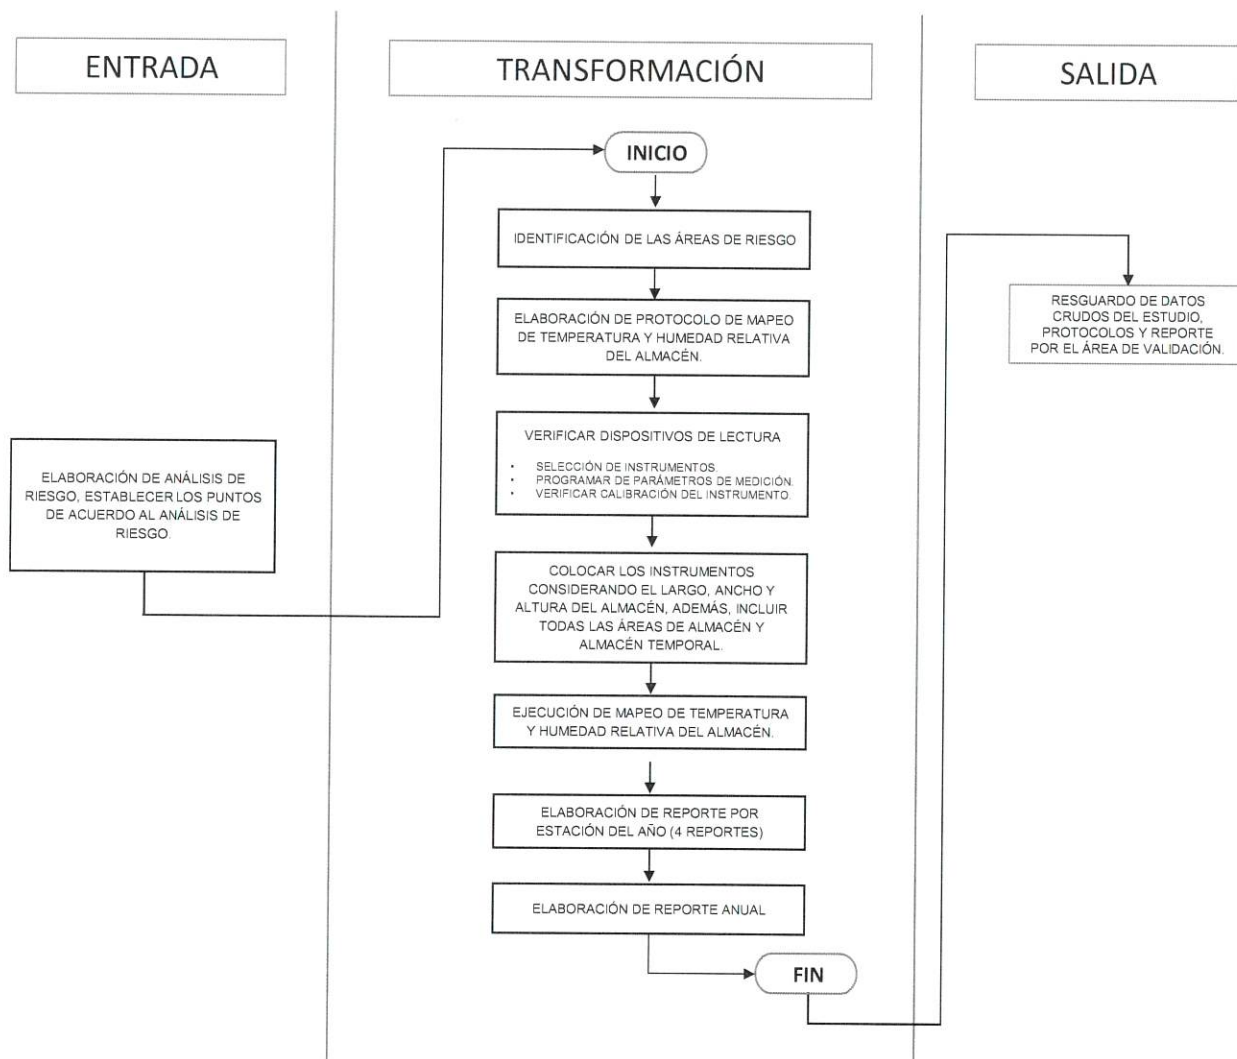 ENTRADA
TRANSFORMACIÓN
SALIDA
ELABORACIÓN DE ANÁLISIS DE
RIESGO, ESTABLECER LOS PUNTOS
DE ACUERDO AL ANÁLISIS DE
RIESGO.
INICIO
IDENTIFICACIÓN DE LAS ÁREAS DE RIESGO
ELABORACIÓN DE PROTOCOLO DE MAPEO
DE TEMPERATURA Y HUMEDAD RELATIVA
DEL ALMACÉN.
VERIFICAR DISPOSITIVOS DE LECTURA
• SELECCIÓN DE INSTRUMENTOS.
• PROGRAMAR DE PARÁMETROS DE MEDICIÓN.
• VERIFICAR CALIBRACIÓN DEL INSTRUMENTO.
COLOCAR LOS INSTRUMENTOS
CONSIDERANDO EL LARGO, ANCHO Y
ALTURA DEL ALMACÉN, ADEMÁS, INCLUIR
TODAS LAS ÁREAS DE ALMACÉN Y
ALMACÉN TEMPORAL.
EJECUCIÓN DE MAPEO DE TEMPERATURA
Y HUMEDAD RELATIVA DEL ALMACÉN.
ELABORACIÓN DE REPORTE POR
ESTACIÓN DEL AÑO (4 REPORTES)
ELABORACIÓN DE REPORTE ANUAL
FIN
RESGUARDO DE DATOS
CRUDOS DEL ESTUDIO,
PROTOCOLOS Y REPORTE
POR EL ÁREA DE VALIDACIÓN.